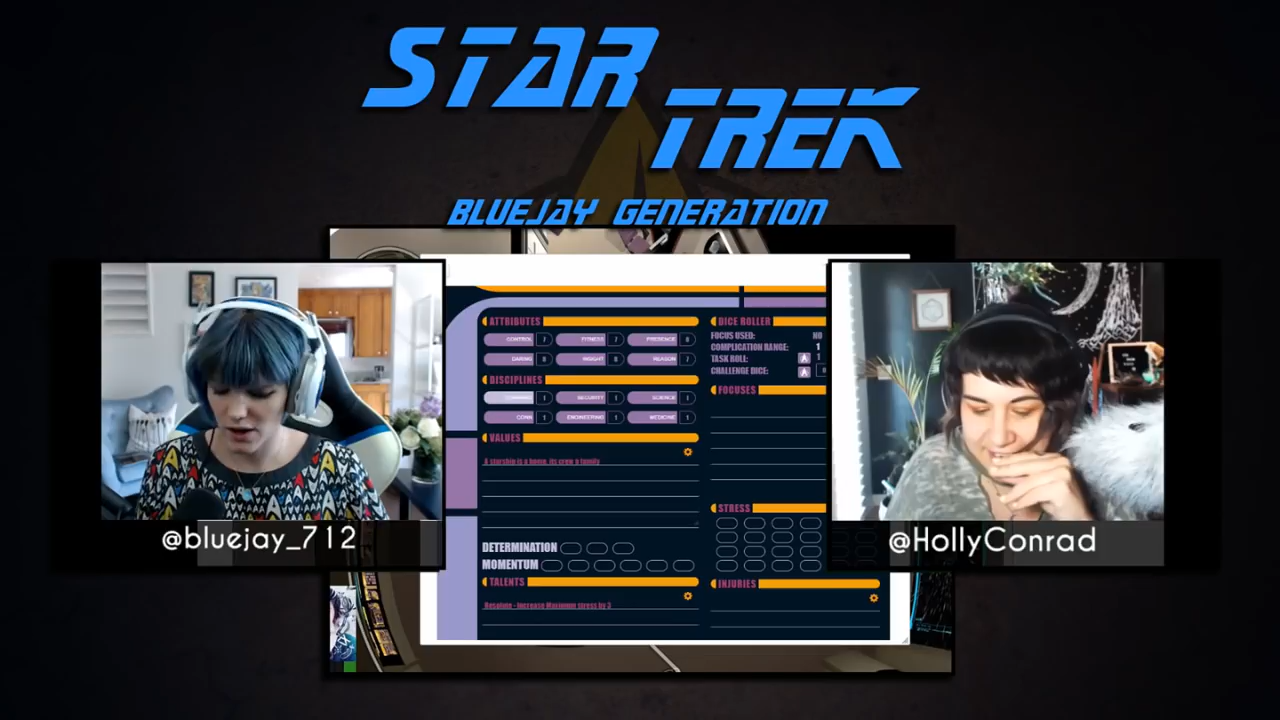 STAR
TREK
BLUEJAY GENERATION
ATTRIBUTES
CONTROL 7 FITNESS 7 PRESENCE 8
DARING 8 INSIGHT 8 REASON 7
DISCIPLINES
COMMAND 1 SECURITY 1 SCIENCE 1
CONN 1 ENGINEERING 1 MEDICINE 1
VALUES
A starship is a home, its crew a family
DETERMINATION
MOMENTUM
TALENTS
Resolute - Increase Maximum stress by 3
DICE ROLLER
FOCUS USED: NO
COMPLICATION RANGE: 1
TASK ROLL: A 1
CHALLENGE DICE: A
FOCUSES
STRESS
INJURIES
@bluejay_712
@HollyConrad